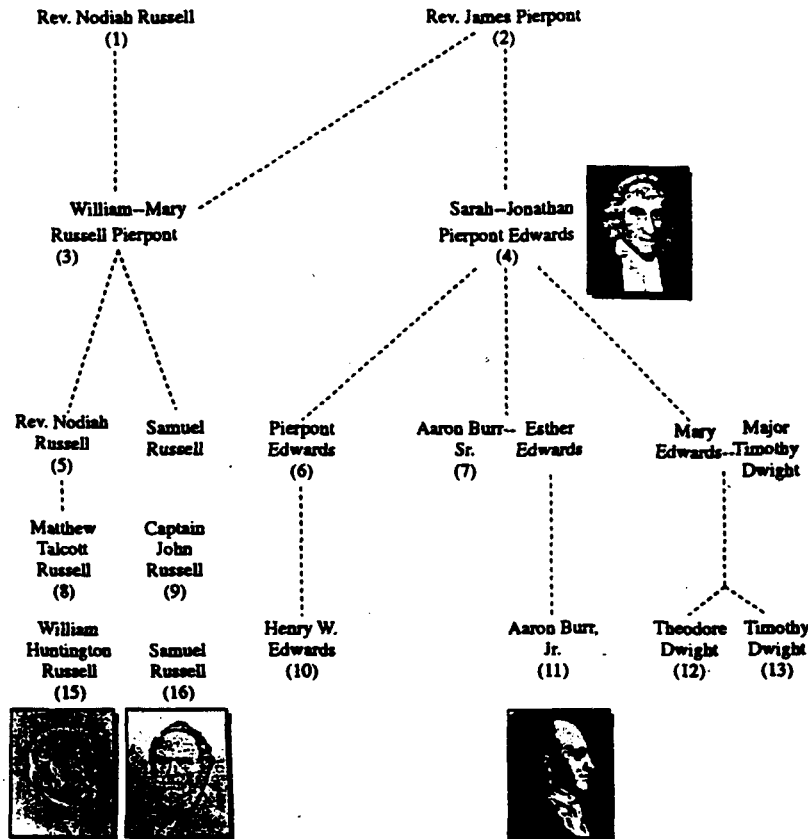 Rev. Nodiah Russell
(1)
Rev. James Pierpont
(2)
William–Mary
Russell Pierpont
(3)
Sarah–Jonathan
Pierpont Edwards
(4)
Rev. Nodiah
Russell
(5)
Samuel
Russell
Pierpont
Edwards
(6)
Aaron Burr–
Sr.
(7)
Esther
Edwards
Mary
Edwards--
Major
Timothy
Dwight
Matthew
Talcott
Russell
(8)
Captain
John
Russell
(9)
William
Huntington
Russell
(15)
Samuel
Russell
(16)
Henry W.
Edwards
(10)
Aaron Burr,
Jr.
(11)
Theodore
Dwight
(12)
Timothy
Dwight
(13)